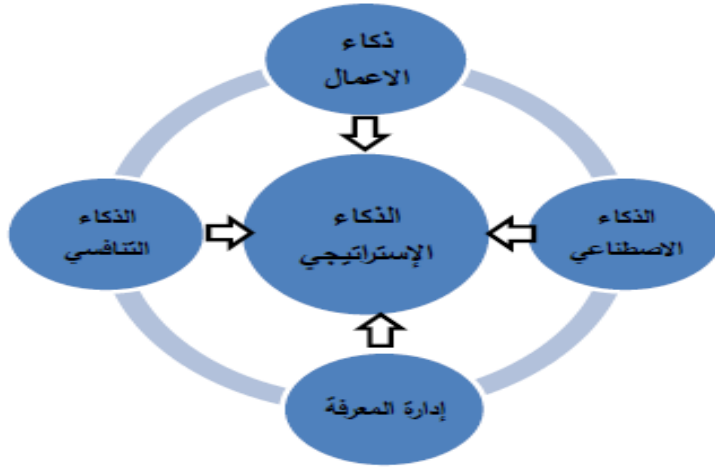 ذكاء
الاعمال
الذكاء
الاصطناعي
الذكاء
الإستراتيجي
الذكاء
التنافسي
إدارة المعرفة